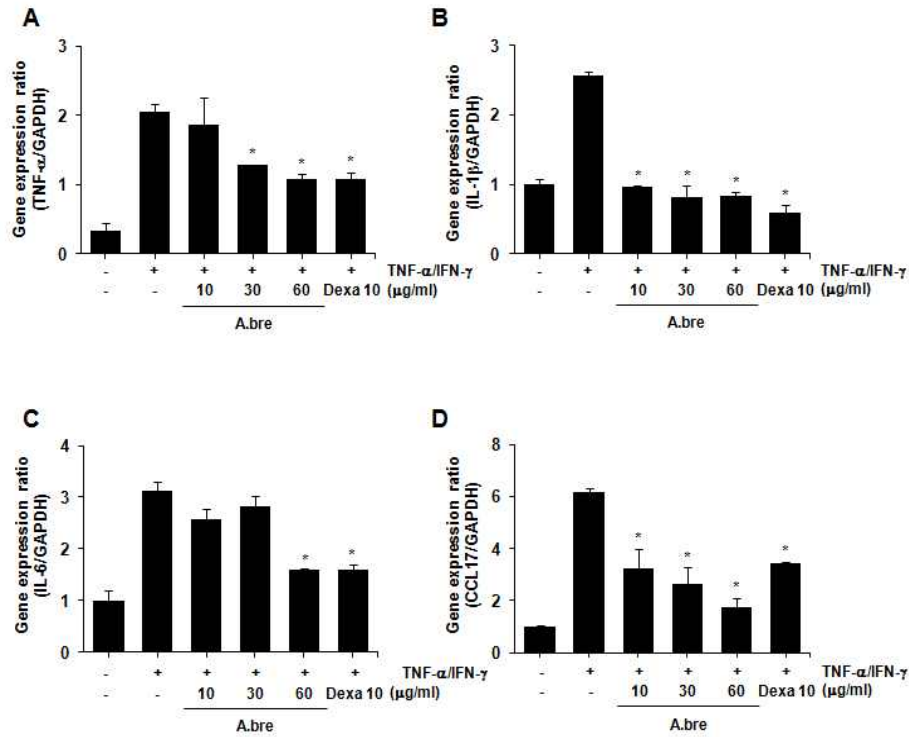 A
Gene expression ratio
(TNF-α/GAPDH)
3
2
1
0
* * *
- + + + + + TNF-α/IFN-γ
- - 10 30 60 Dexa 10 (μg/ml)
A.bre
B
Gene expression ratio
(IL-1β/GAPDH)
3
2
1
0
* * * *
- + + + + + TNF-α/IFN-γ
- - 10 30 60 Dexa 10 (μg/ml)
A.bre
C
Gene expression ratio
(IL-6/GAPDH)
4
3
2
1
0
* *
- + + + + + TNF-α/IFN-γ
- - 10 30 60 Dexa 10 (μg/ml)
A.bre
D
Gene expression ratio
(CCL17/GAPDH)
8
6
4
2
0
* * * *
- + + + + + TNF-α/IFN-γ
- - 10 30 60 Dexa 10 (μg/ml)
A.bre